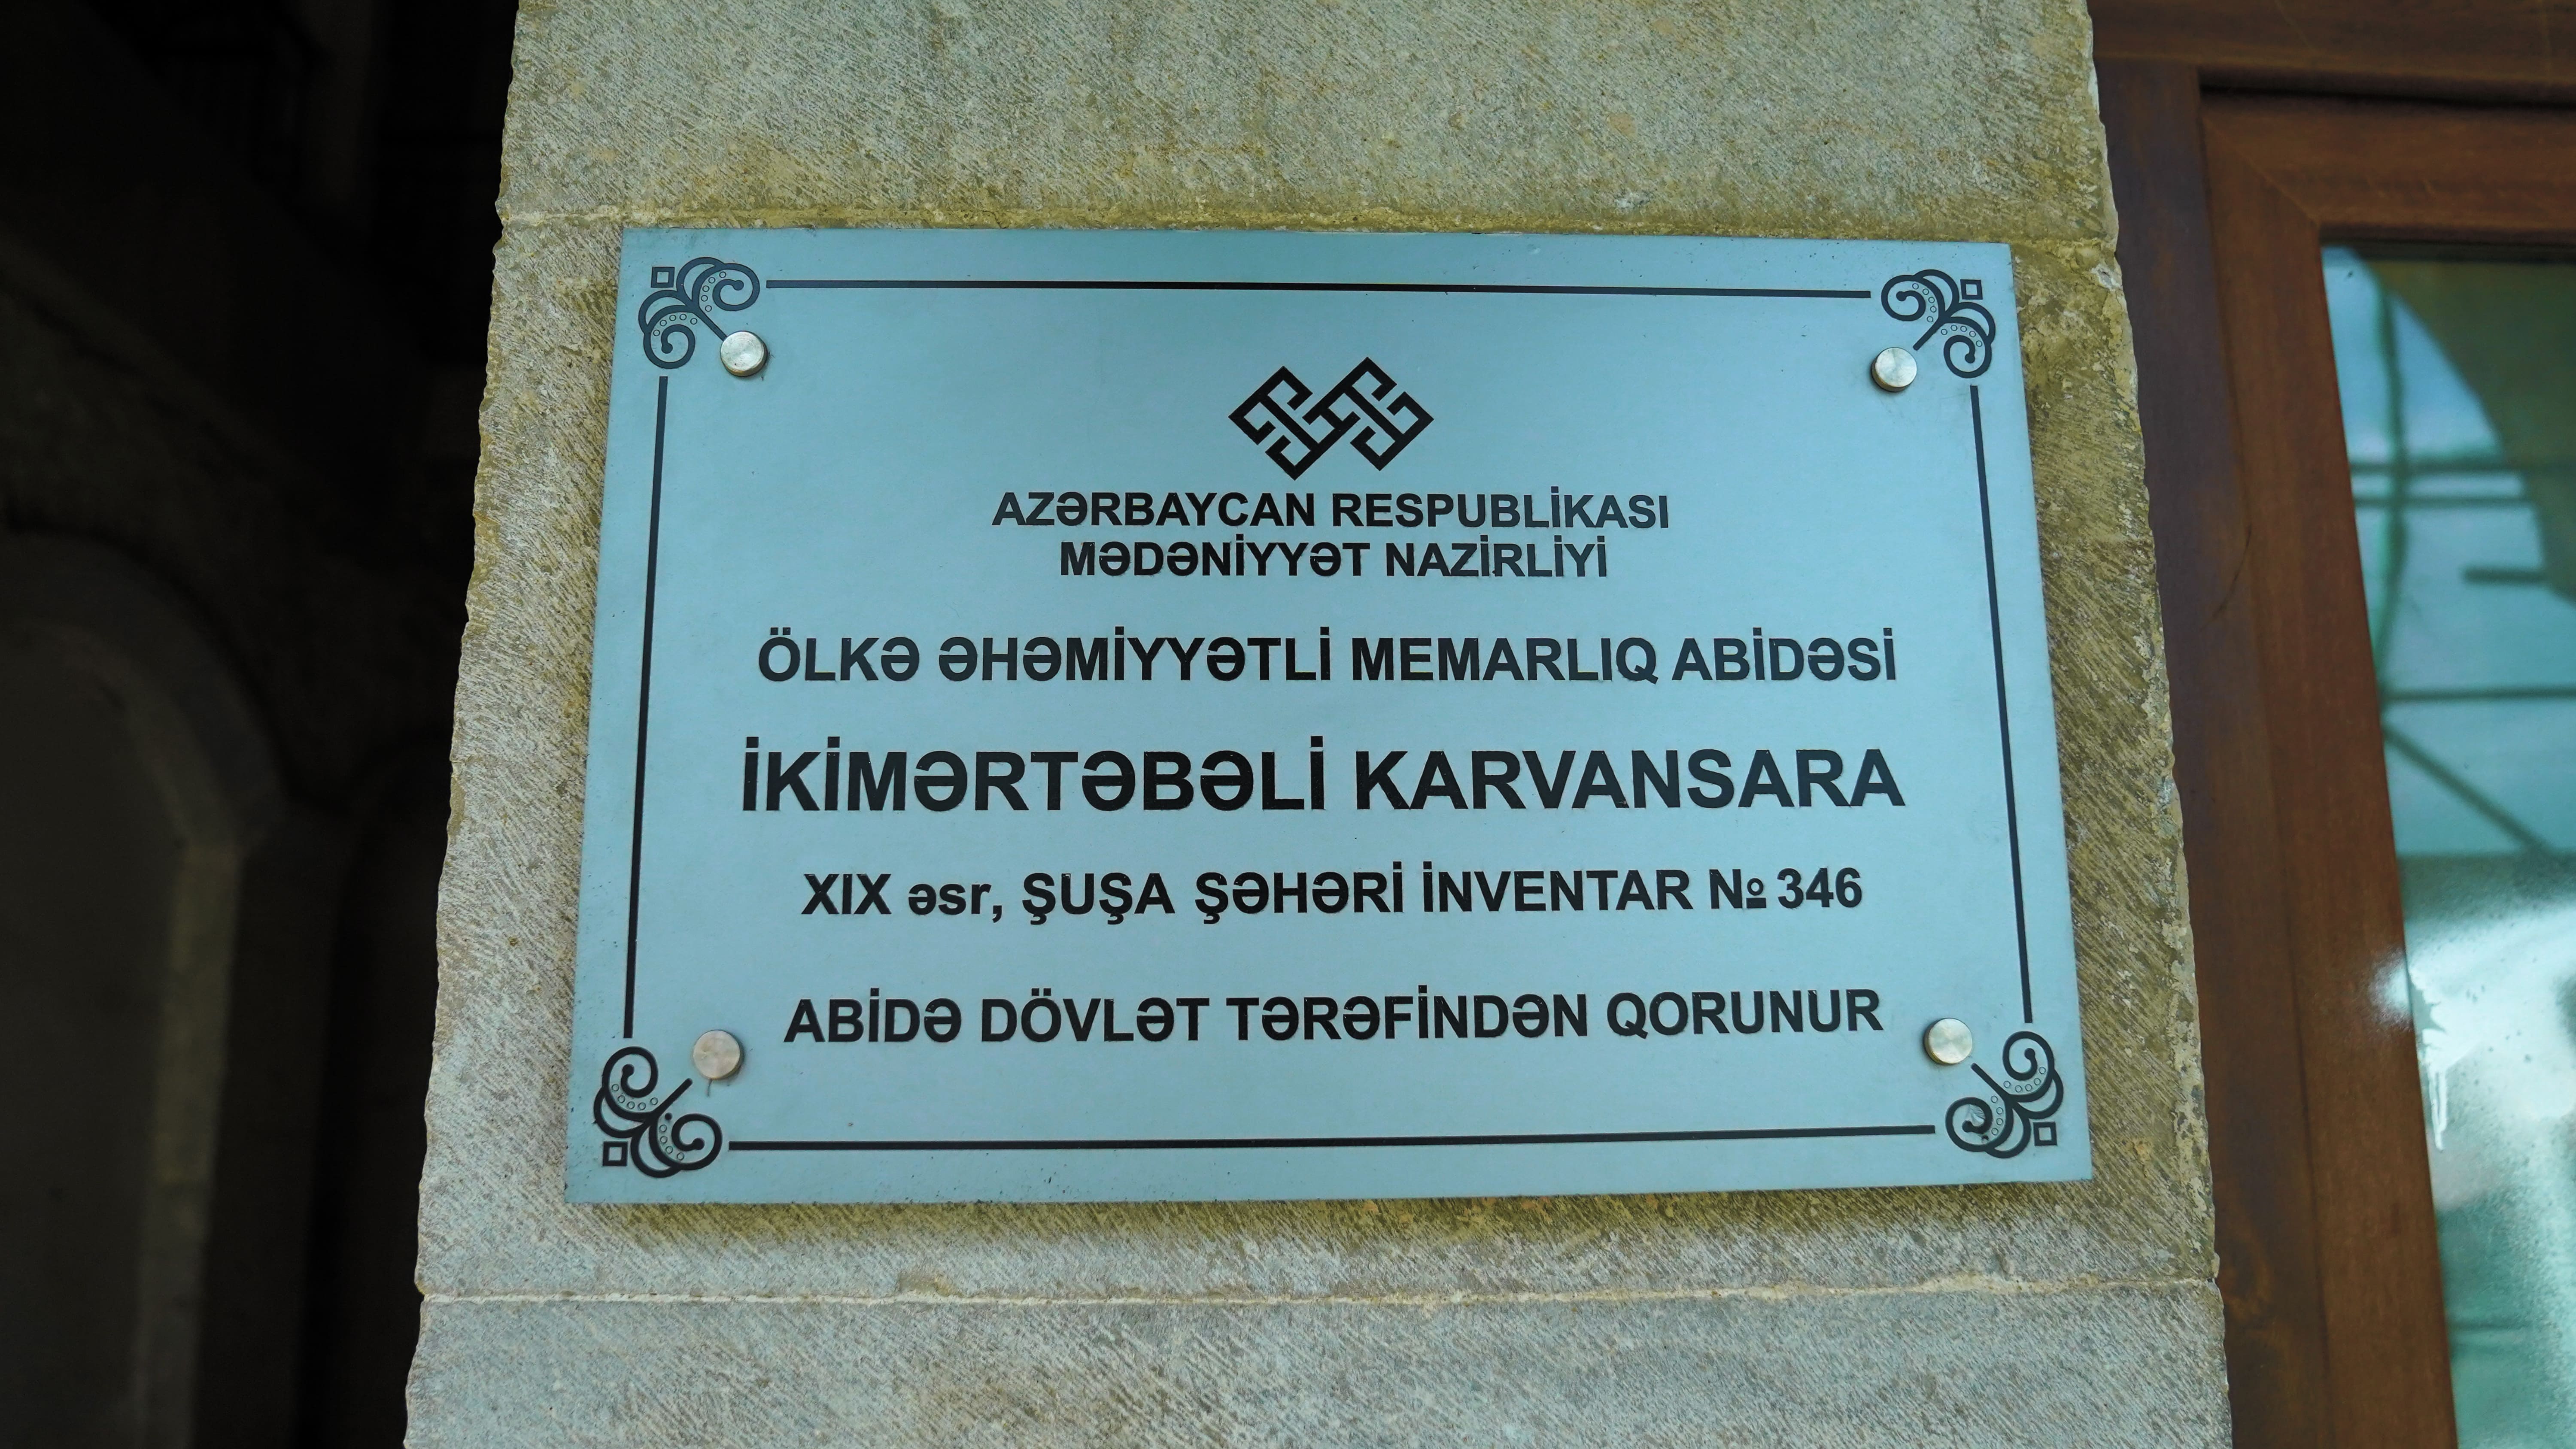 AZƏRBAYCAN RESPUBLİKASI
MƏDƏNİYYƏT NAZİRLİYİ
ÖLKƏ ƏHƏMİYYƏTLİ MEMARLIQ ABİDƏSİ
İKİMƏRTƏBƏLİ KARVANSARA
XIX əsr, ŞUŞA ŞƏHƏRİ İNVENTAR № 346
ABİDƏ DÖVLƏT TƏRƏFİNDƏN QORUNUR